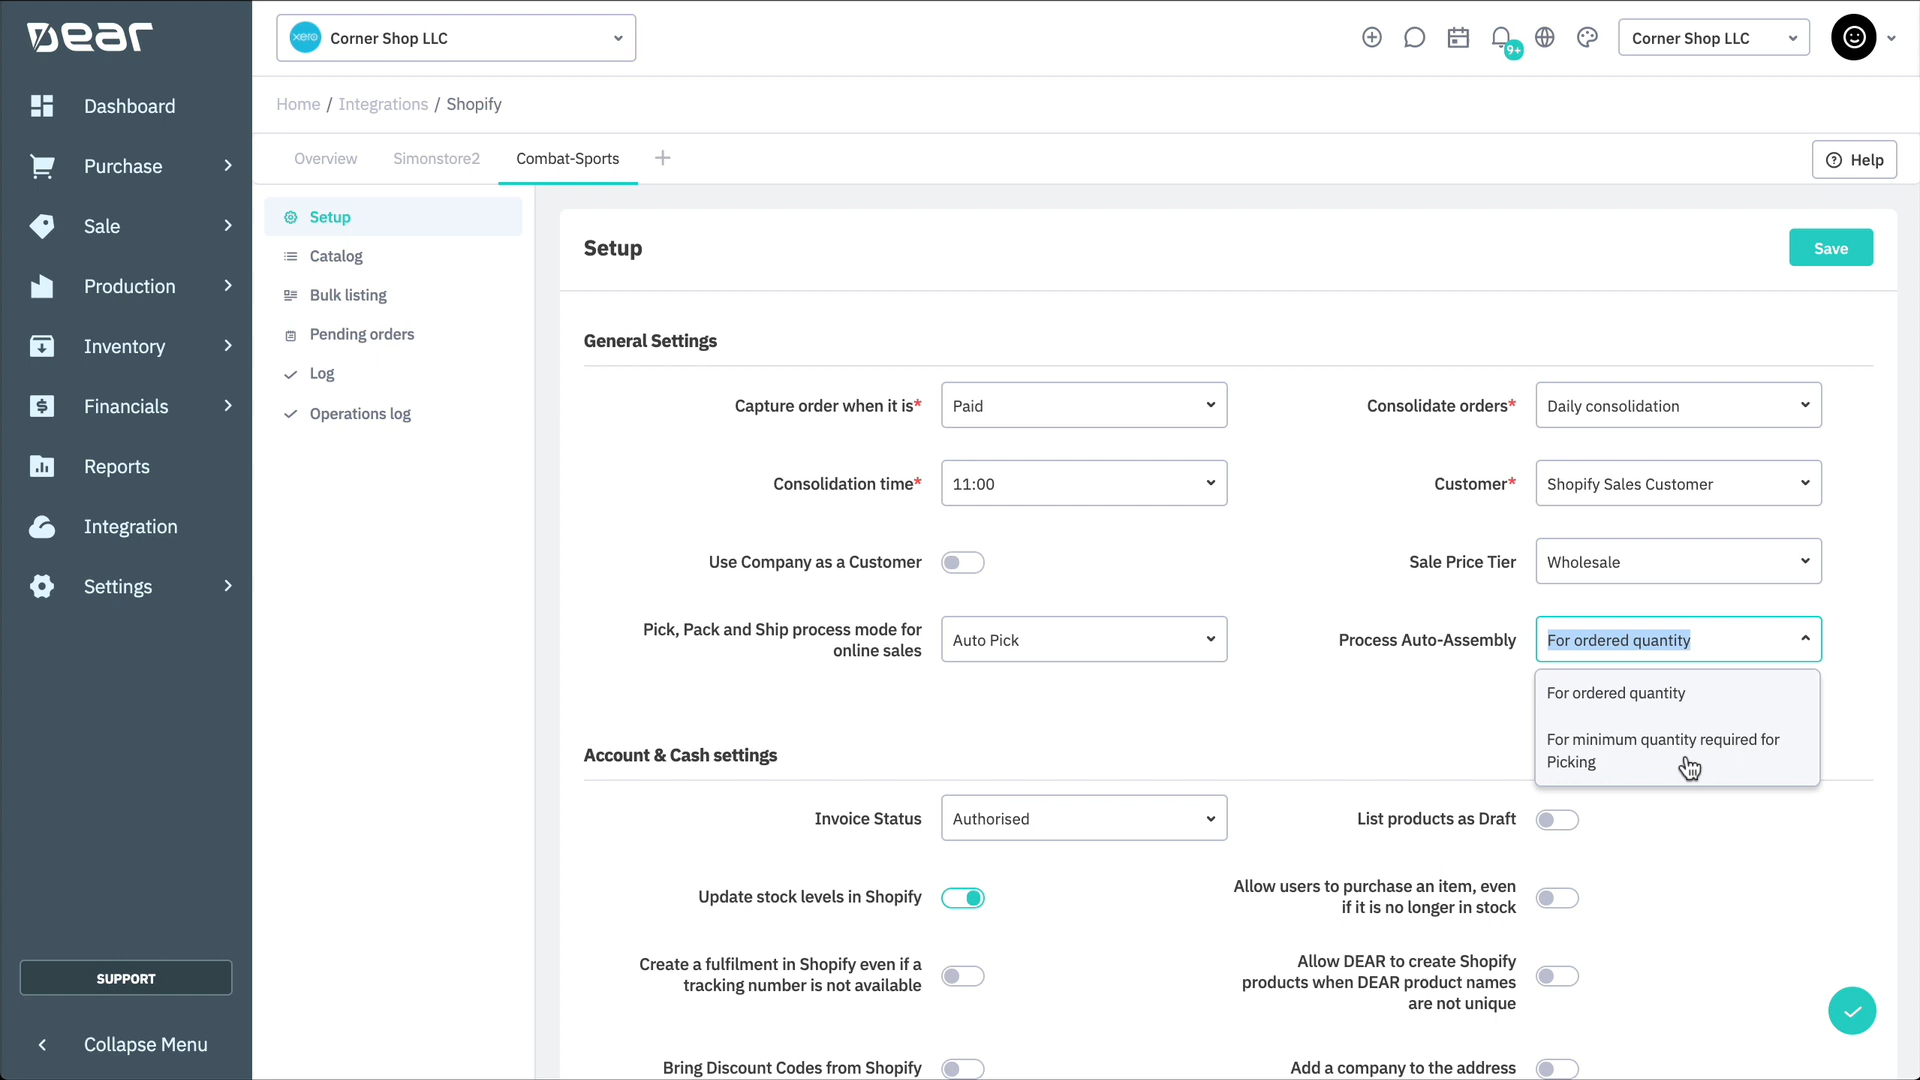 DEAR
xero
Corner Shop LLC
9+
Corner Shop LLC
Dashboard
Purchase
Sale
Production
Inventory
Financials
Reports
Integration
Settings
SUPPORT
Collapse Menu
Home / Integrations / Shopify
Overview
Simonstore2
Combat-Sports
Help
Setup
Catalog
Bulk listing
Pending orders
Log
Operations log
Setup
Save
General Settings
Capture order when it is*
Paid
Consolidate orders*
Daily consolidation
Consolidation time*
11:00
Customer*
Shopify Sales Customer
Use Company as a Customer
Sale Price Tier
Wholesale
Pick, Pack and Ship process mode for
online sales
Auto Pick
Process Auto-Assembly
For ordered quantity
For ordered quantity
For minimum quantity required for
Picking
Account & Cash settings
Invoice Status
Authorised
List products as Draft
Update stock levels in Shopify
Allow users to purchase an item, even
if it is no longer in stock
Create a fulfilment in Shopify even if a
tracking number is not available
Allow DEAR to create Shopify
products when DEAR product names
are not unique
Bring Discount Codes from Shopify
Add a company to the address